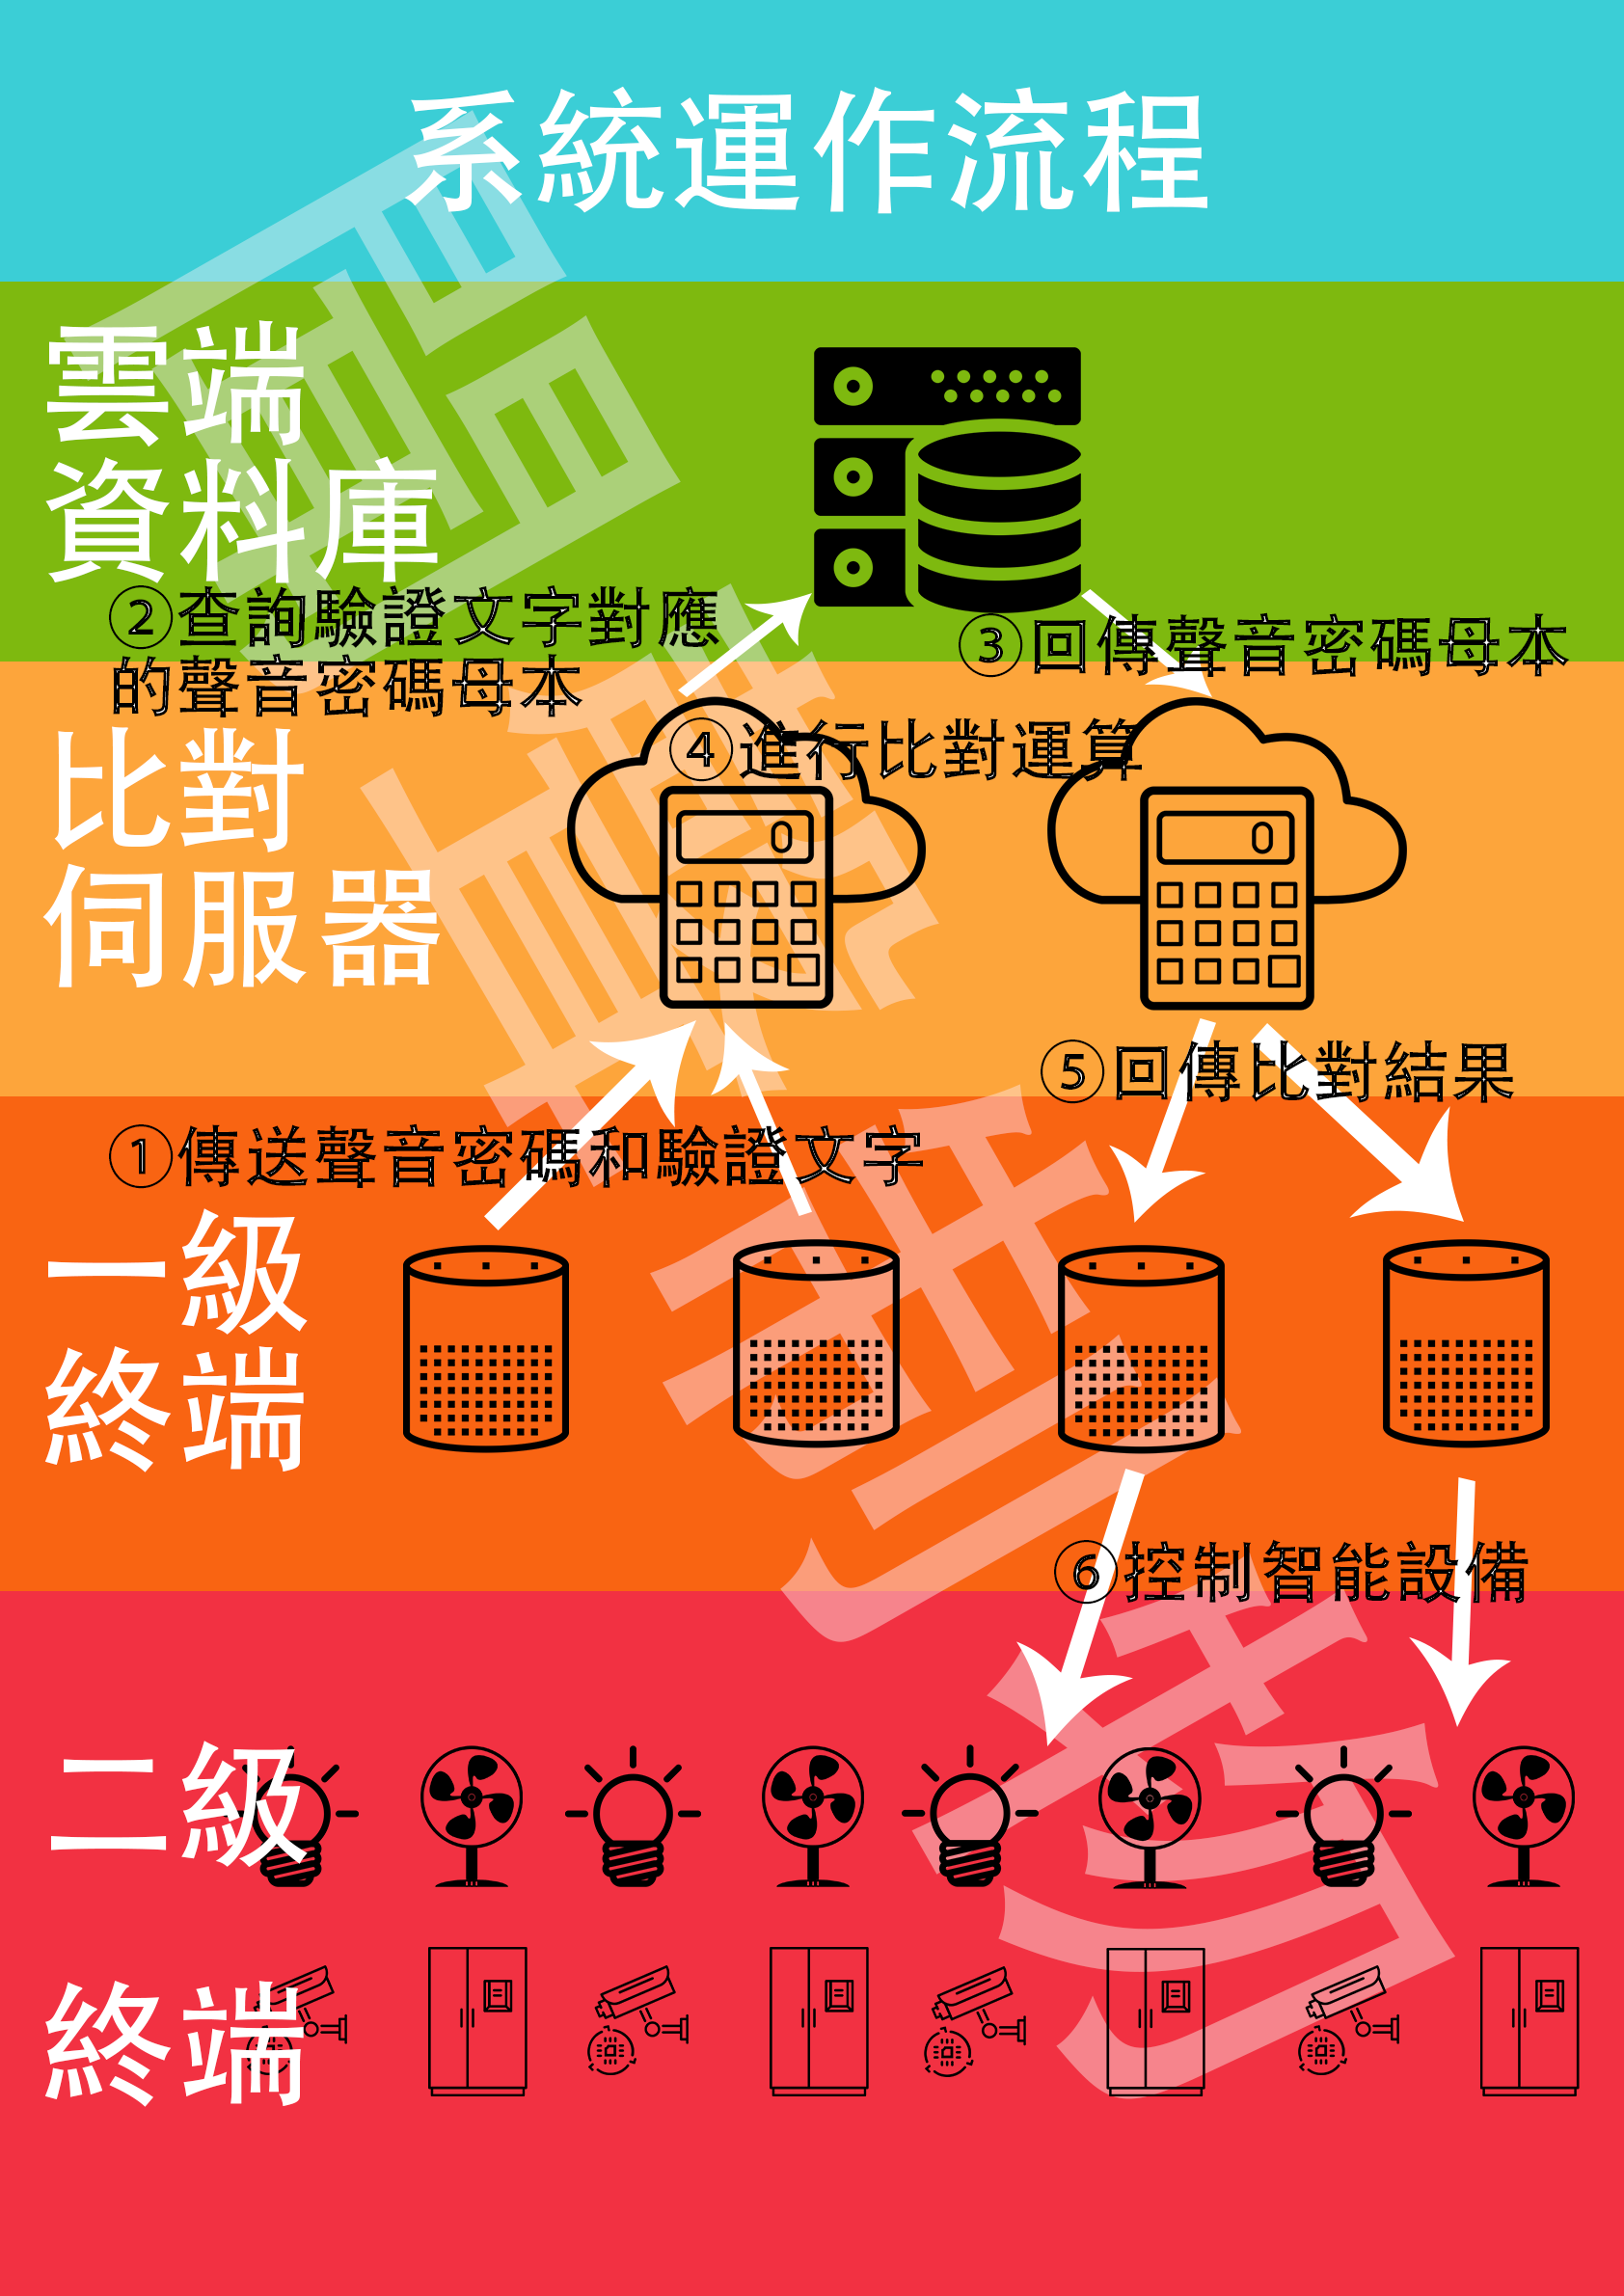 系統運作流程
雲端
資料庫
②查詢驗證文字對應
的聲音密碼母本
③回傳聲音密碼母本
比對
伺服器
④進行比對運算
0
0
⑤回傳比對結果
①傳送聲音密碼和驗證文字
一級
終端
⑥控制智能設備
二級
終端